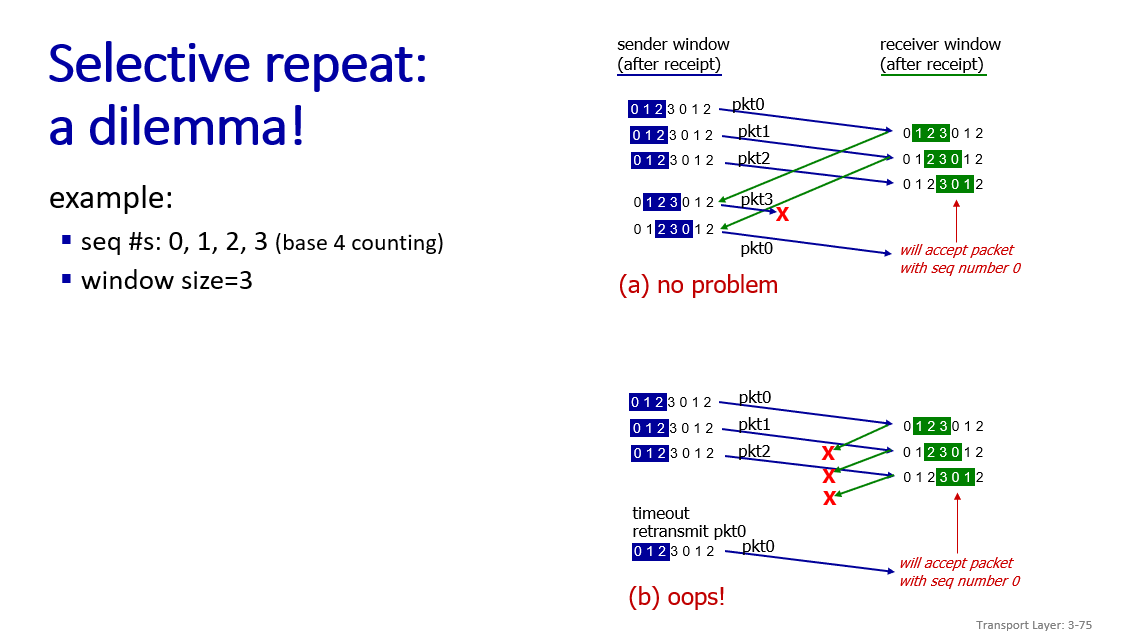 Selective repeat:
a dilemma!
example:
▪ seq #s: 0, 1, 2, 3 (base 4 counting)
▪ window size=3
sender window
(after receipt)
receiver window
(after receipt)
0 1 2 3 0 1 2
pkt0
0 1 2 3 0 1 2
pkt1
0 1 2 3 0 1 2
pkt2
0 1 2 3 0 1 2
0 1 2 3 0 1 2
0 1 2 3 0 1 2
0 1 2 3 0 1 2
pkt3
X
0 1 2 3 0 1 2
pkt0
will accept packet
with seq number 0
(a) no problem
0 1 2 3 0 1 2
pkt0
0 1 2 3 0 1 2
pkt1
0 1 2 3 0 1 2
pkt2
0 1 2 3 0 1 2
0 1 2 3 0 1 2
0 1 2 3 0 1 2
X
X
X
timeout
retransmit pkt0
0 1 2 3 0 1 2
pkt0
will accept packet
with seq number 0
(b) oops!
Transport Layer: 3-75